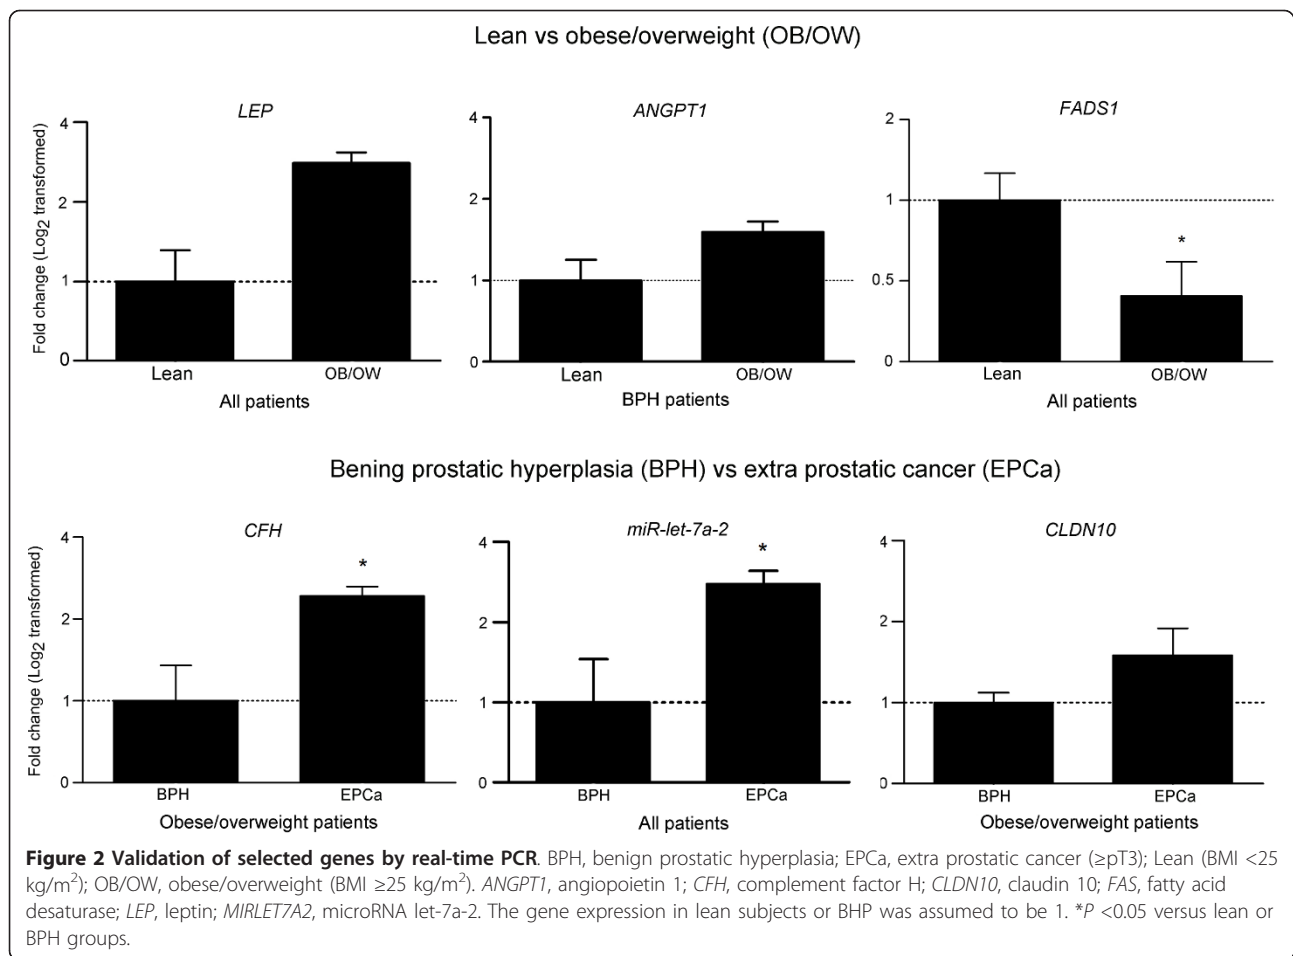 Lean vs obese/overweight (OB/OW)
LEP
ANGPT1
FADS1
Fold change (Log2 transformed)
4
2
1
0
Lean
OB/OW
All patients
4
2
1
0
Lean
OB/OW
BPH patients
2
1
0.5
0
*
Lean
OB/OW
All patients
Bening prostatic hyperplasia (BPH) vs extra prostatic cancer (EPCa)
CFH
miR-let-7a-2
CLDN10
Fold change (Log2 transformed)
4
2
1
0
*
BPH
EPCa
Obese/overweight patients
4
2
1
0
*
BPH
EPCa
All patients
4
2
1
0
BPH
EPCa
Obese/overweight patients
Figure 2 Validation of selected genes by real-time PCR. BPH, benign prostatic hyperplasia; EPCa, extra prostatic cancer (≥pT3); Lean (BMI <25
kg/m2); OB/OW, obese/overweight (BMI ≥25 kg/m2). ANGPT1, angiopoietin 1; CFH, complement factor H; CLDN10, claudin 10; FAS, fatty acid
desaturase; LEP, leptin; MIRLET7A2, microRNA let-7a-2. The gene expression in lean subjects or BHP was assumed to be 1. *P <0.05 versus lean or
BPH groups.